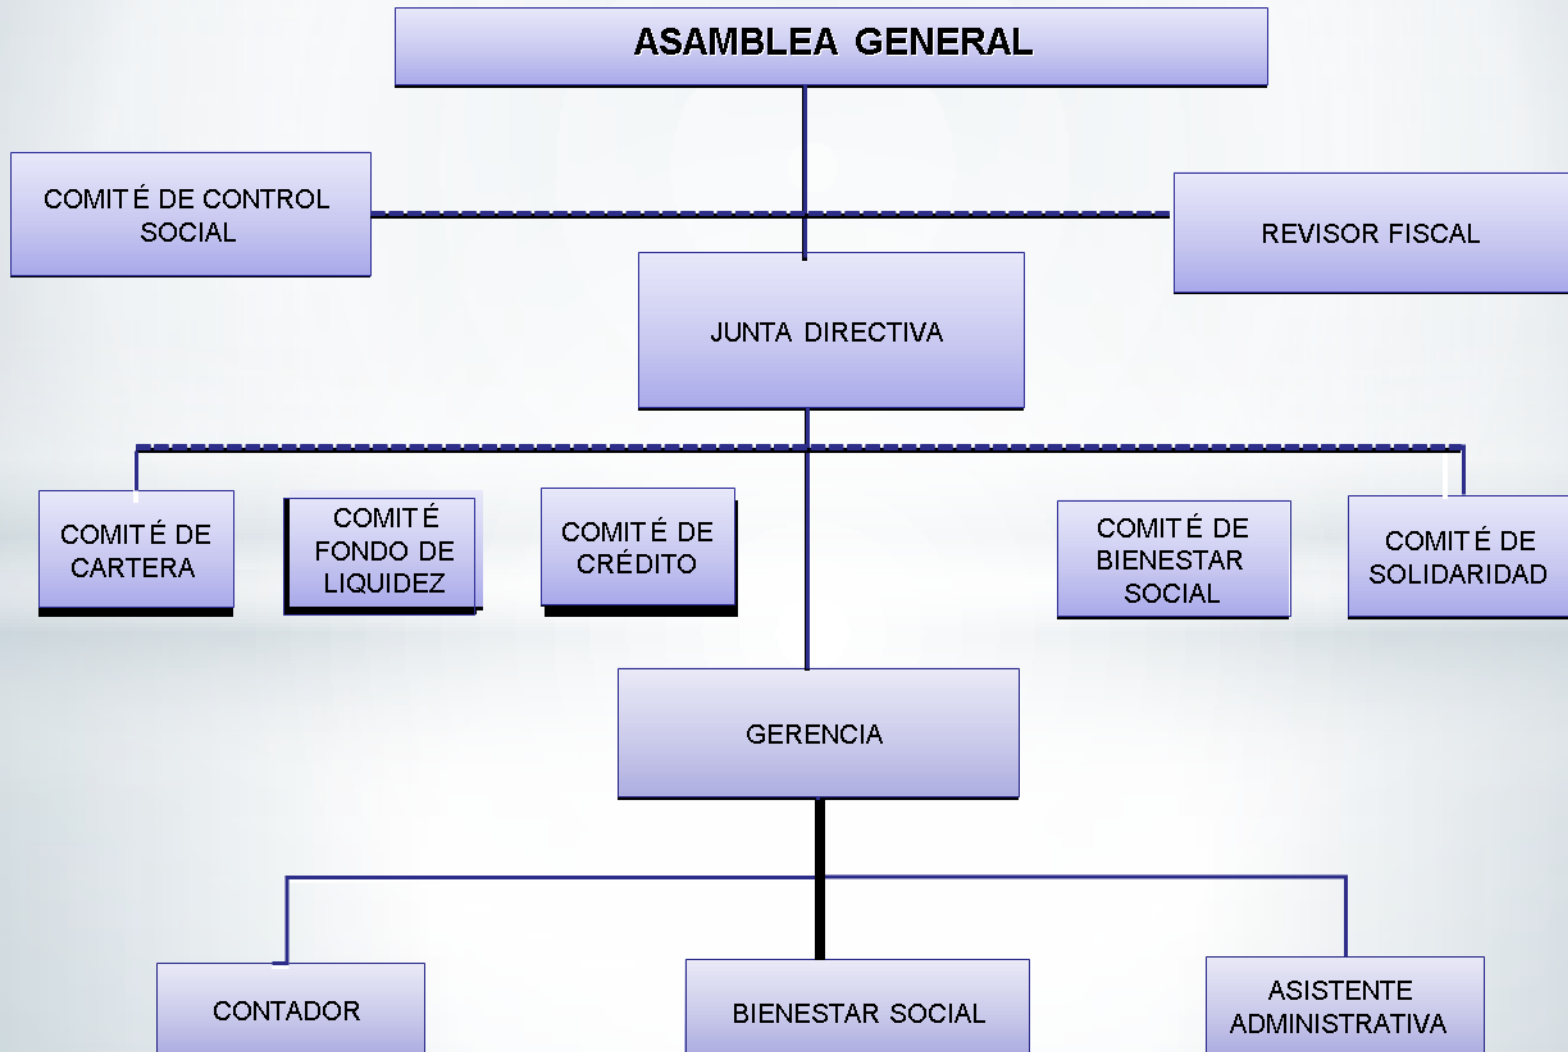 ASAMBLEA GENERAL
COMITÉ DE CONTROL
SOCIAL
REVISOR FISCAL
JUNTA DIRECTIVA
COMITÉ DE
CARTERA
COMITÉ
FONDO DE
LIQUIDEZ
COMITÉ DE
CRÉDITO
COMITÉ DE
BIENESTAR
SOCIAL
COMITÉ DE
SOLIDARIDAD
GERENCIA
CONTADOR
BIENESTAR SOCIAL
ASISTENTE
ADMINISTRATIVA